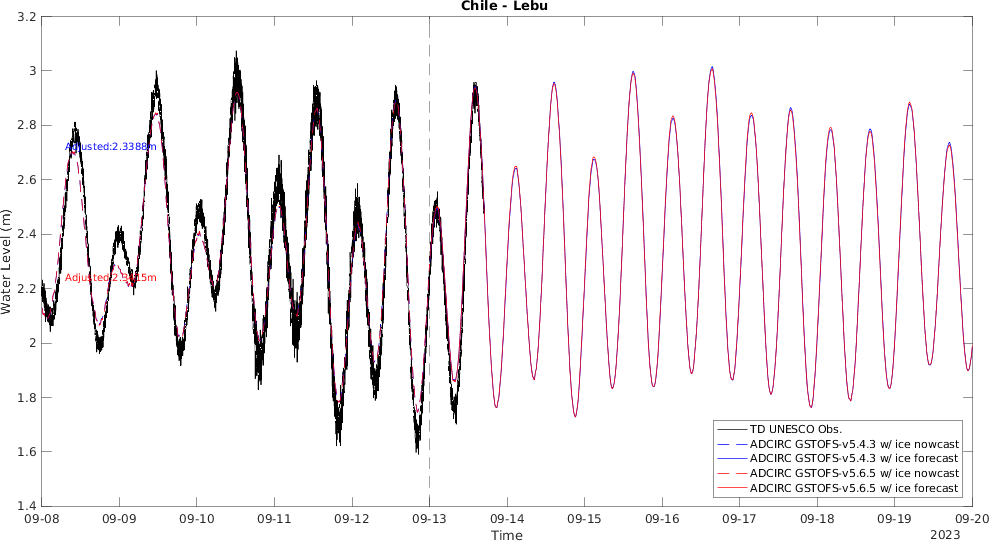 Chile - Lebu
3.2
3
2.8
2.6
2.4
2.2
2
1.8
1.6
1.4
Water Level (m)
Adjusted:2.3388m
Adjusted:2.3415m
TD UNESCO Obs.
ADCIRC GSTOFS-v5.4.3 w/ ice nowcast
ADCIRC GSTOFS-v5.4.3 w/ ice forecast
ADCIRC GSTOFS-v5.6.5 w/ ice nowcast
ADCIRC GSTOFS-v5.6.5 w/ ice forecast
09-08 09-09 09-10 09-11 09-12 09-13 09-14 09-15 09-16 09-17 09-18 09-19 09-20
Time
2023